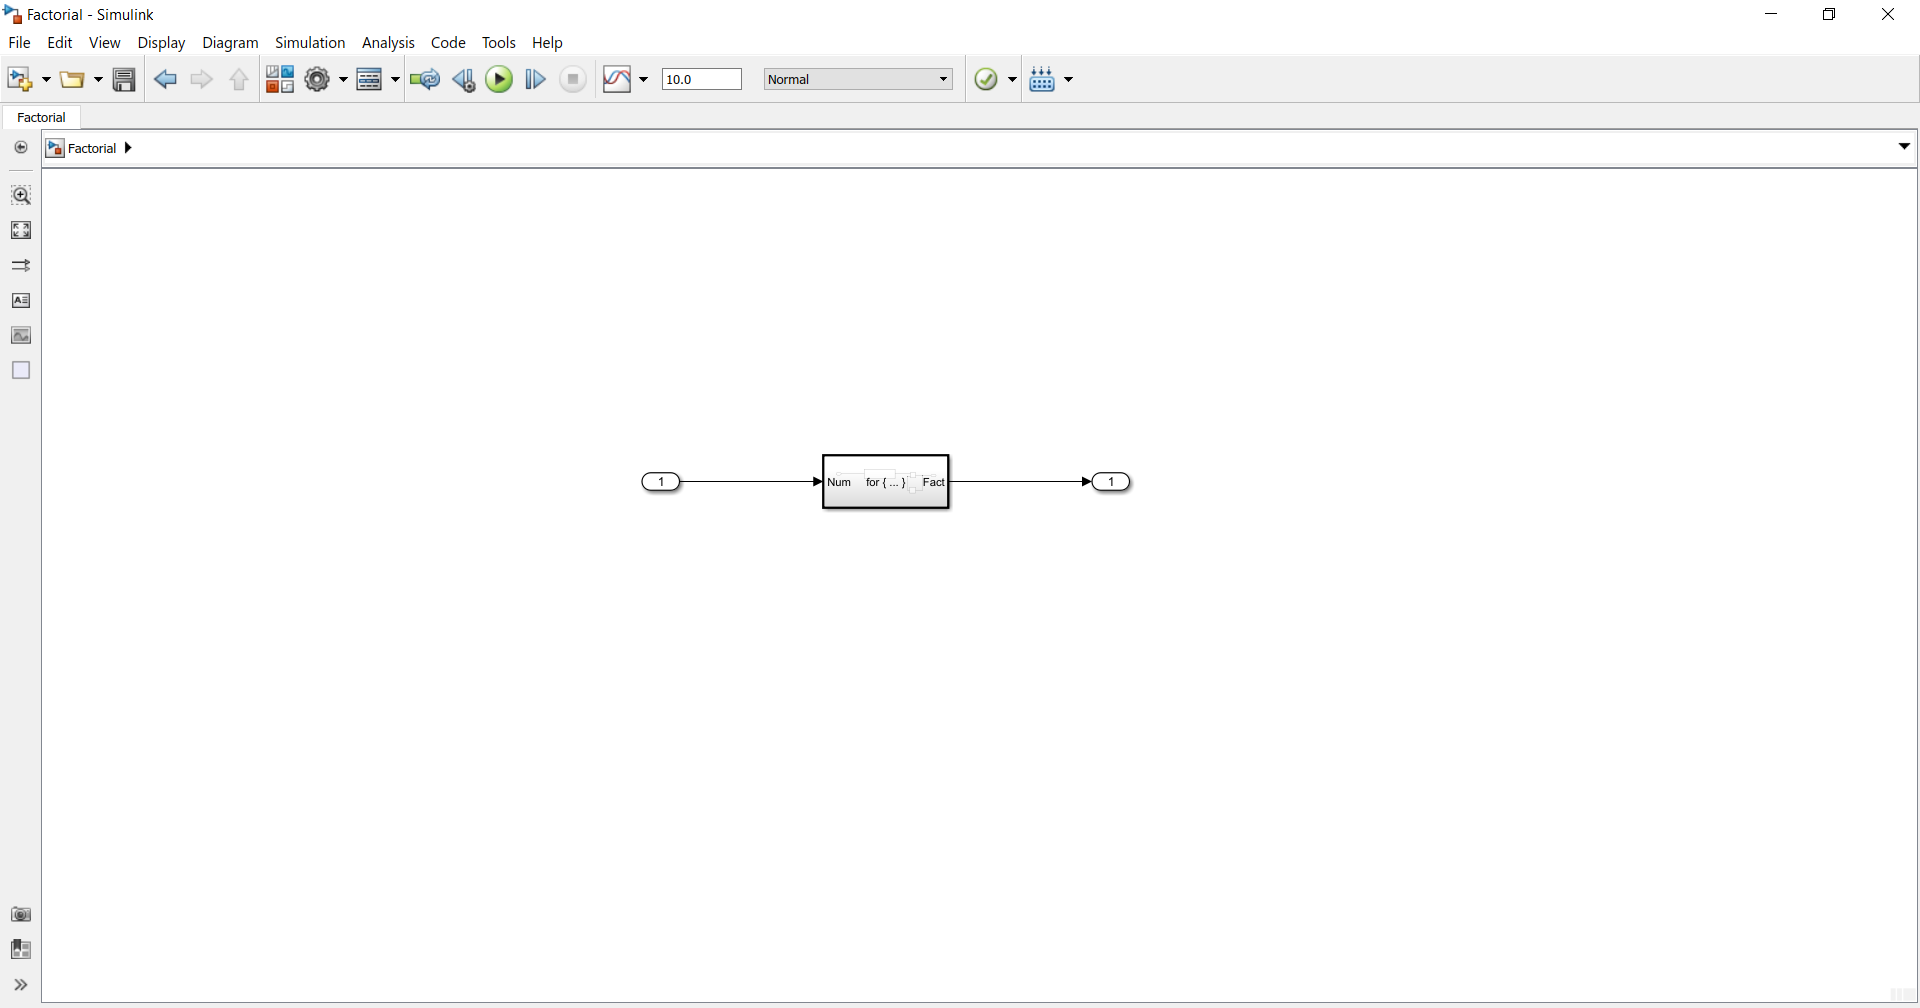 Factorial - Simulink
File Edit View Display Diagram Simulation Analysis Code Tools Help
10.0 Normal
Factorial
Factorial
1 Num for { ... } Fact 1